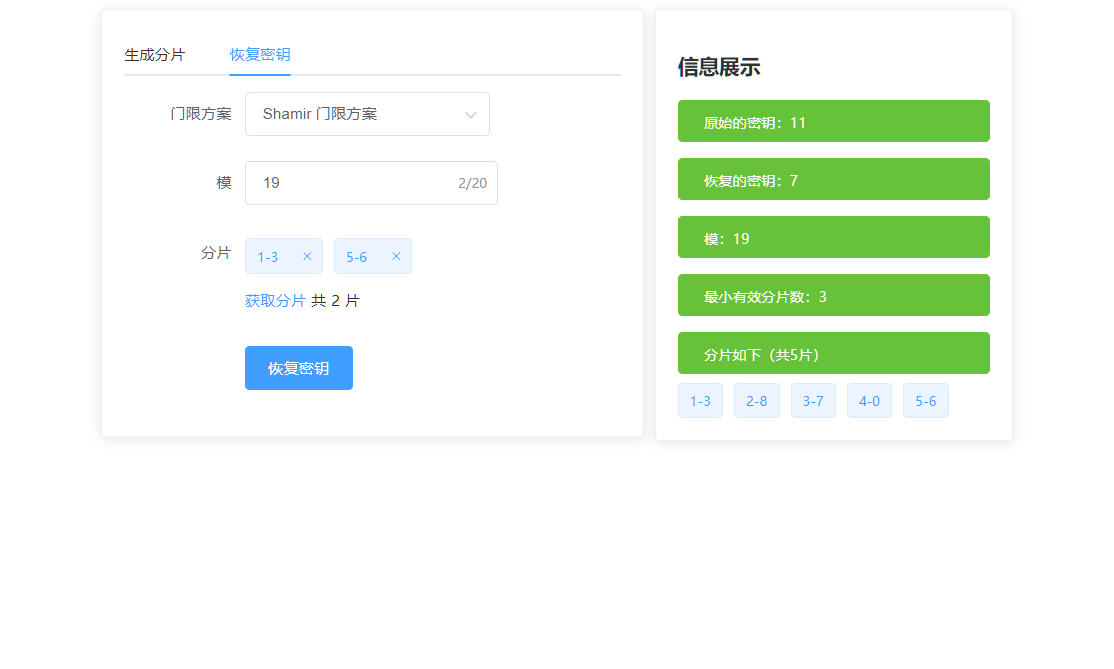 生成分片 恢复密钥
门限方案 Shamir 门限方案
模 19 2/20
分片 1-3 × 5-6 ×
获取分片 共 2 片
恢复密钥
信息展示
原始的密钥：11
恢复的密钥：7
模：19
最小有效分片数：3
分片如下（共5片）
1-3 2-8 3-7 4-0 5-6